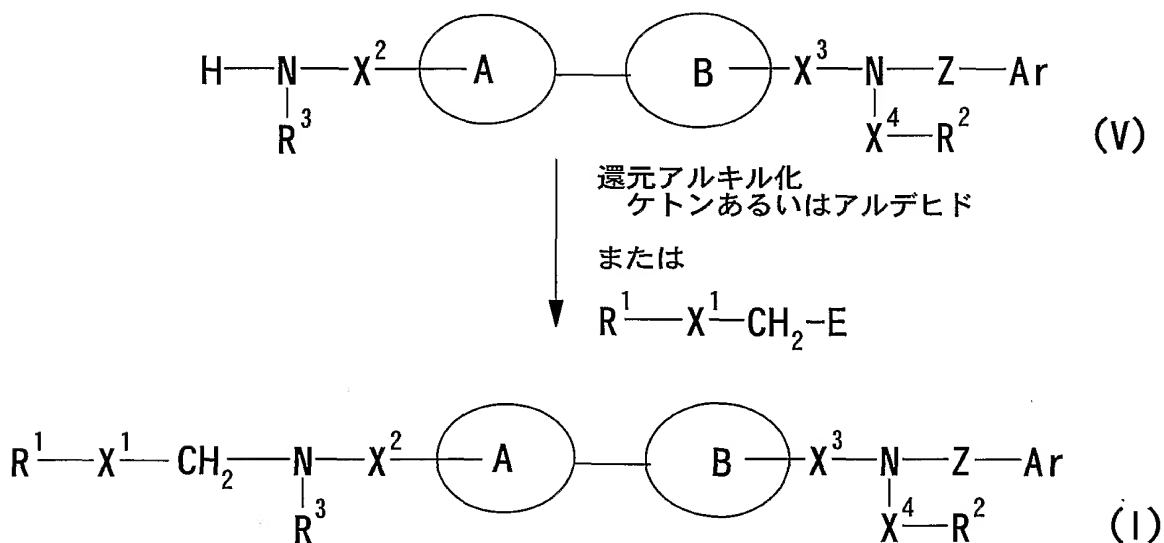 H—N—X² A B X³—N—Z—Ar
R³ X⁴—R² (V)
還元アルキル化
ケトンあるいはアルデヒド
または
R¹—X¹—CH₂-E
R¹—X¹—CH₂—N—X² A B X³—N—Z—Ar
R³ X⁴—R² (I)